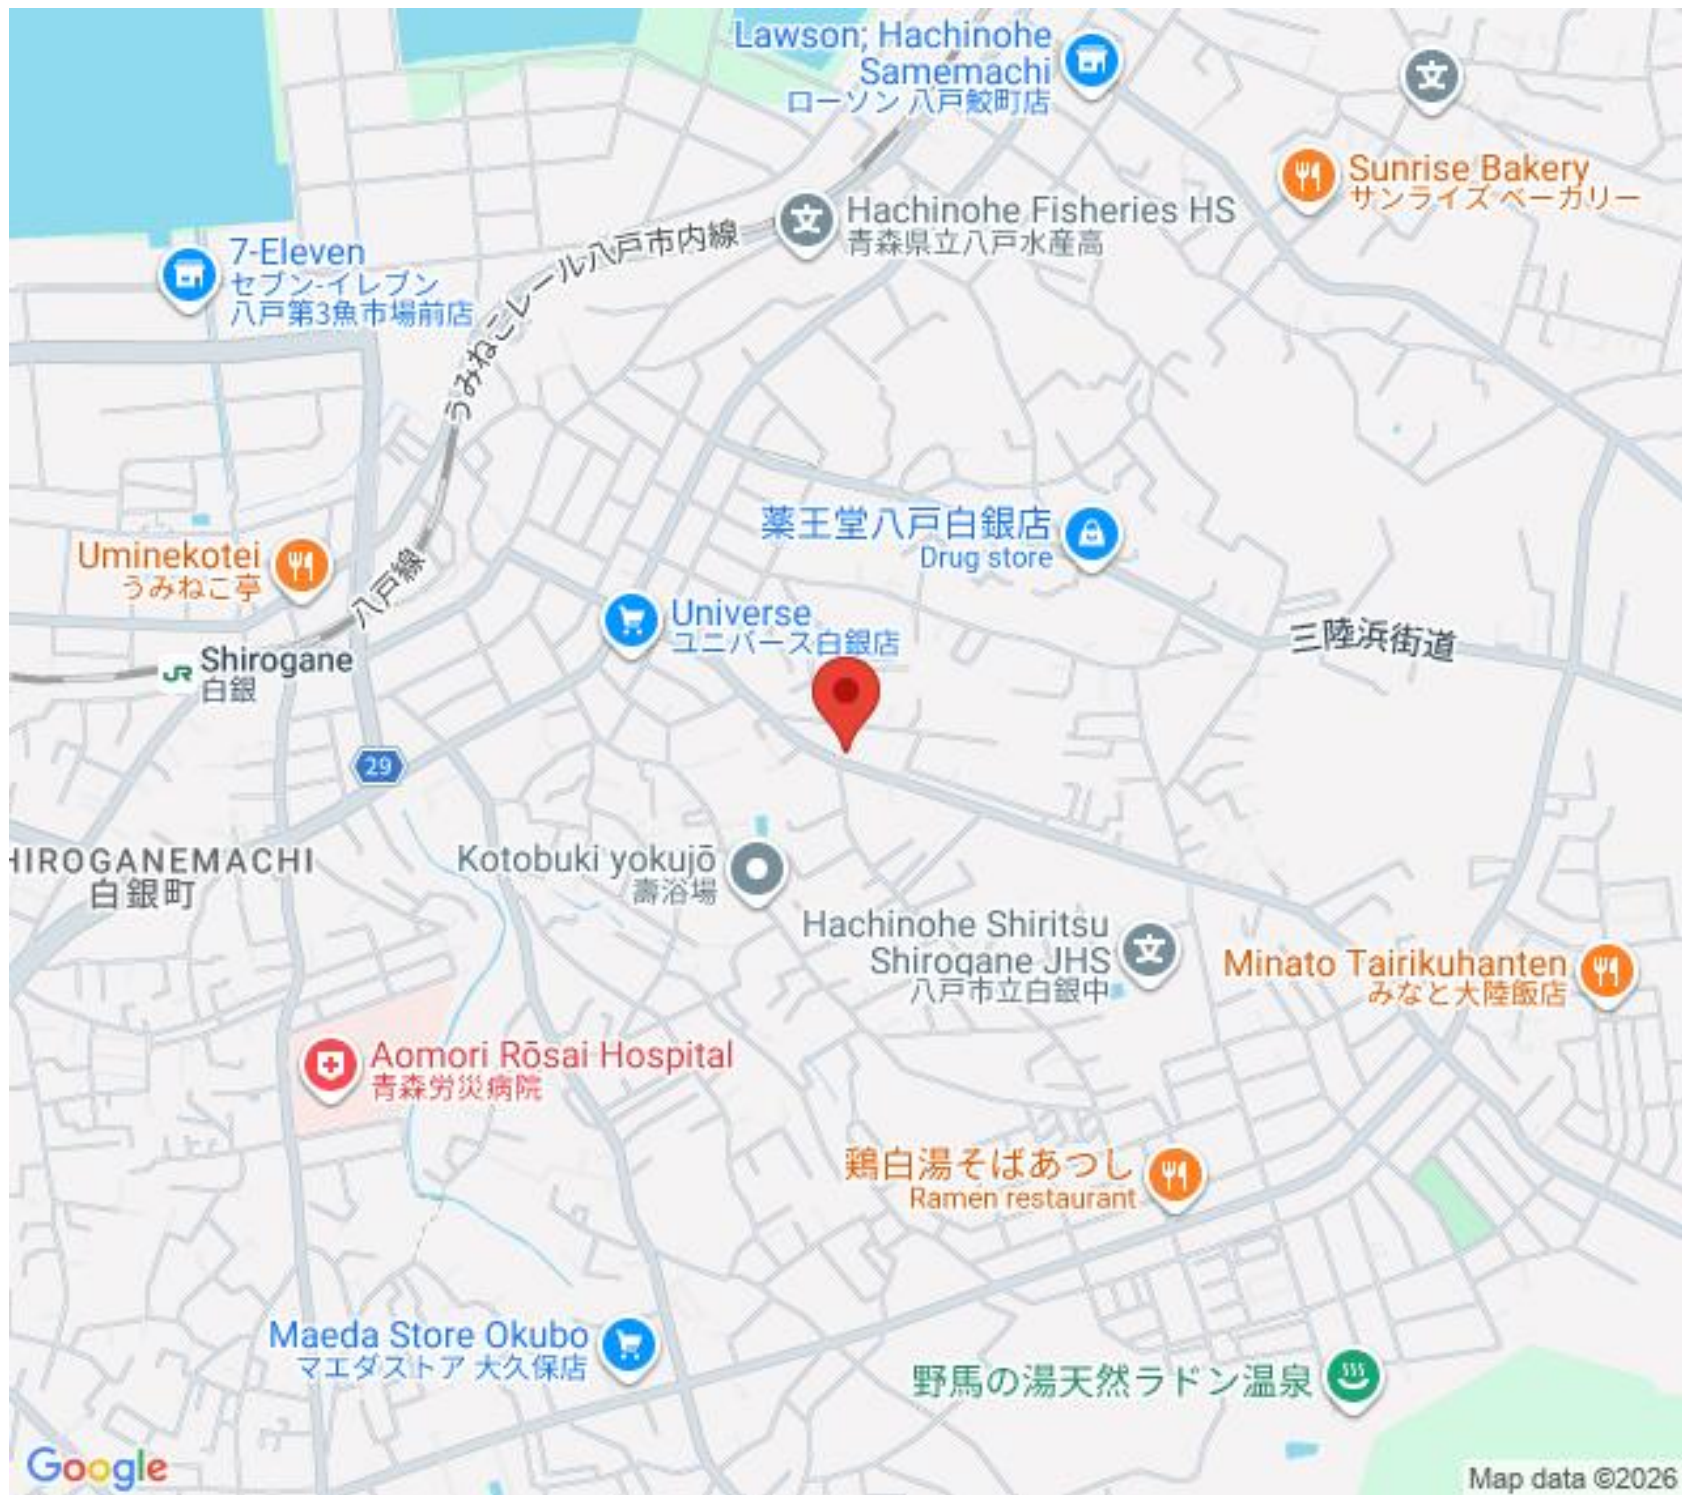 Lawson; Hachinohe
Samemachi
ローソン 八戸鮫町店
Sunrise Bakery
サンライズ ベーカリー
Hachinohe Fisheries HS
青森県立八戸水産高
7-Eleven
セブン-イレブン
八戸第3魚市場前店
うみねこレール八戸市内線
薬王堂八戸白銀店
Drug store
Uminekotei
うみねこ亭
八戸線
Universe
ユニバース白銀店
三陸浜街道
JR
Shirogane
白銀
29
HIROGANEMACHI
白銀町
Kotobuki yokujō
壽浴場
Hachinohe Shiritsu
Shirogane JHS
八戸市立白銀中
Minato Tairikuhanten
みなと大陸飯店
Aomori Rōsai Hospital
青森労災病院
鶏白湯そばあつし
Ramen restaurant
Maeda Store Okubo
マエダストア 大久保店
野馬の湯天然ラドン温泉
Google
Map data ©2026